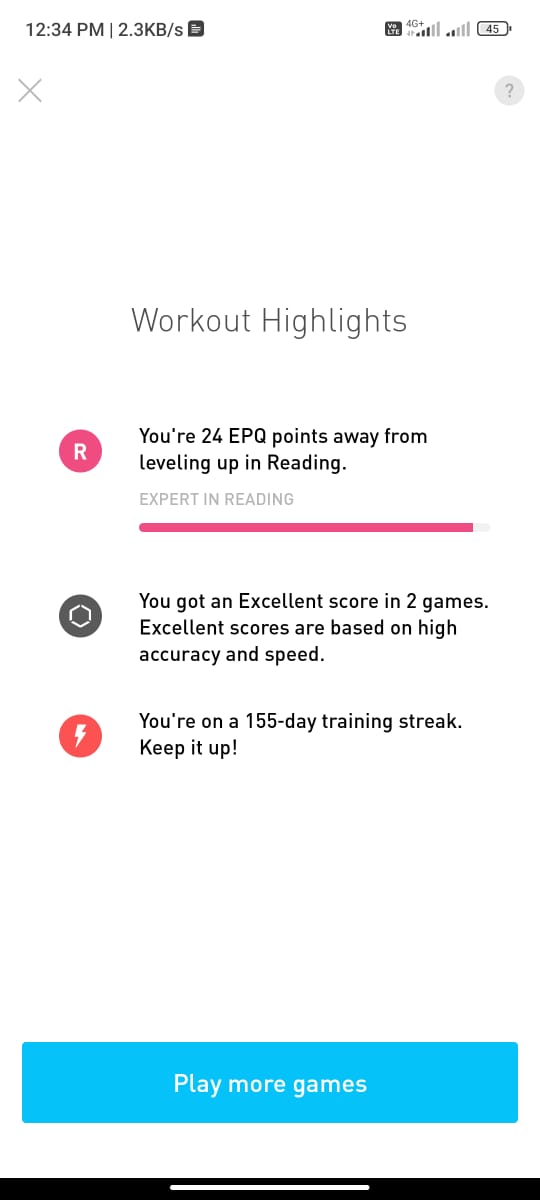 12:34 PM | 2.3KB/s
Vo LTE 4G+ 45
?
Workout Highlights
R
You're 24 EPQ points away from
leveling up in Reading.
EXPERT IN READING
You got an Excellent score in 2 games.
Excellent scores are based on high
accuracy and speed.
You're on a 155-day training streak.
Keep it up!
Play more games